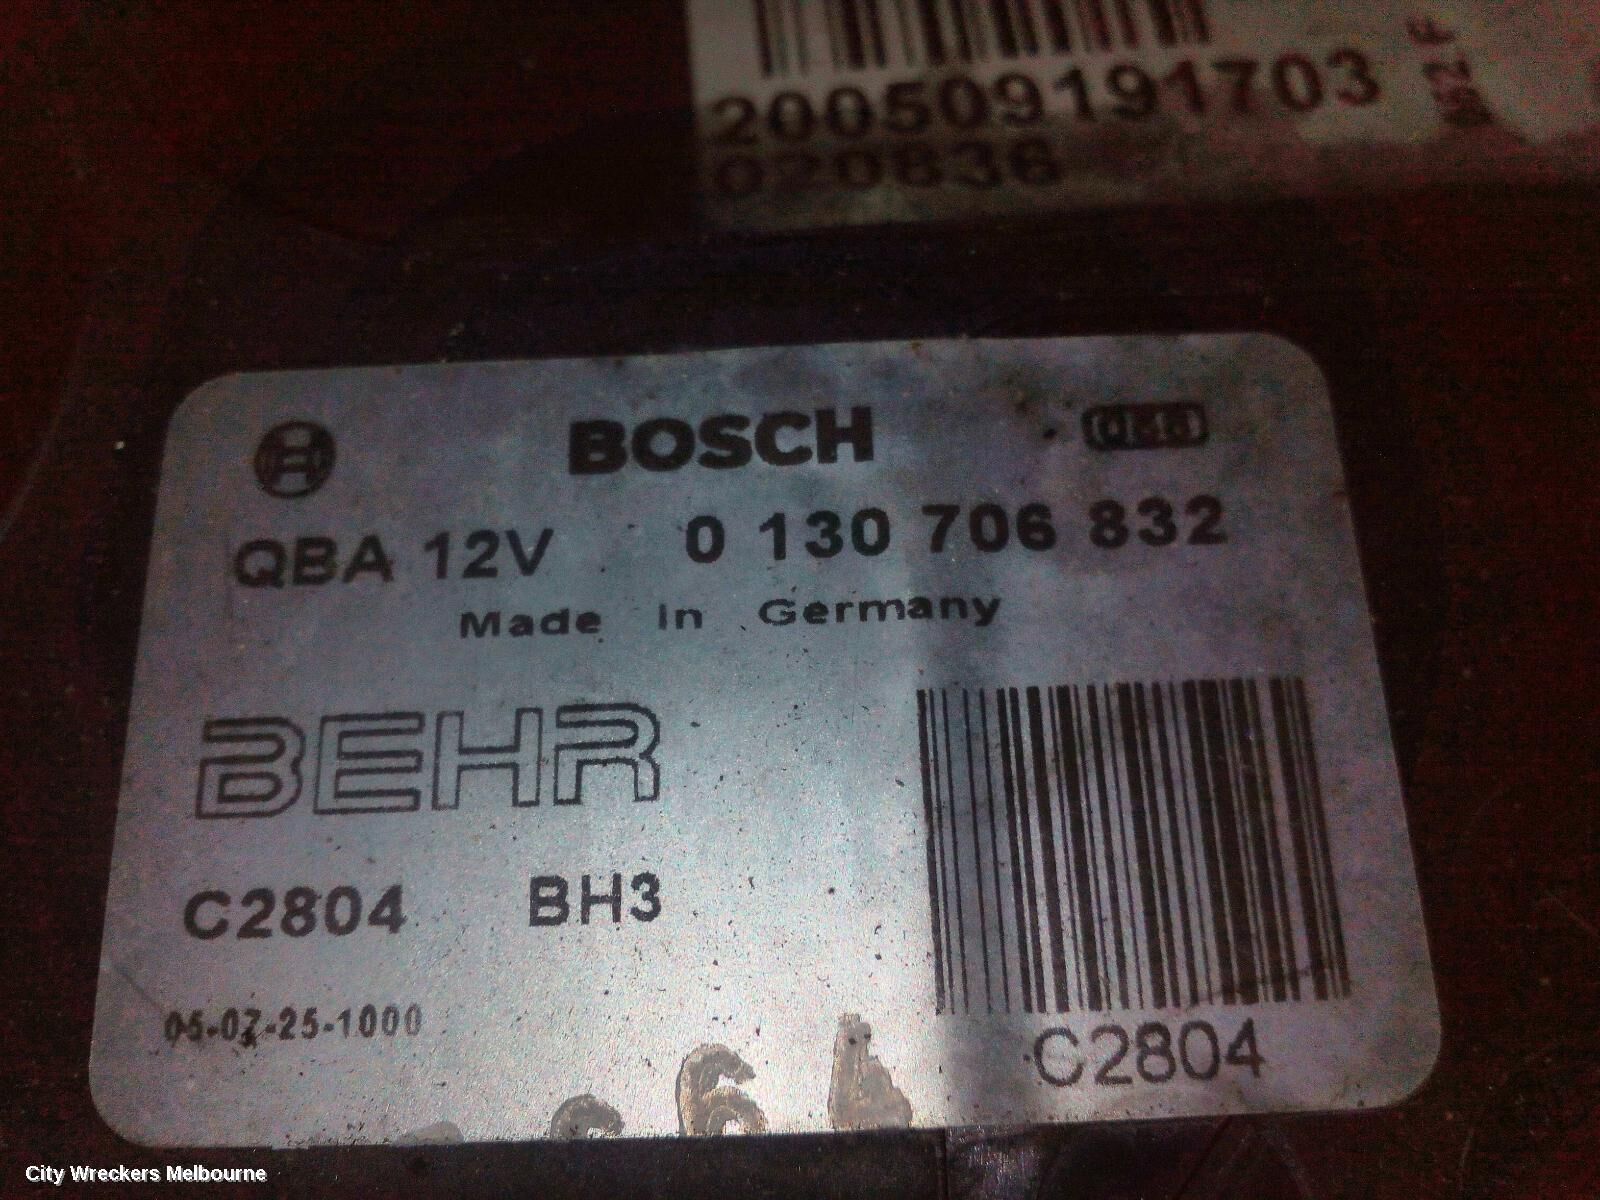 200509191703
020636
BOSCH
QBA 12V 0 130 706 832
Made in Germany
BEHR
C2804 BH3
05-07-25-1000
C2804
City Wreckers Melbourne